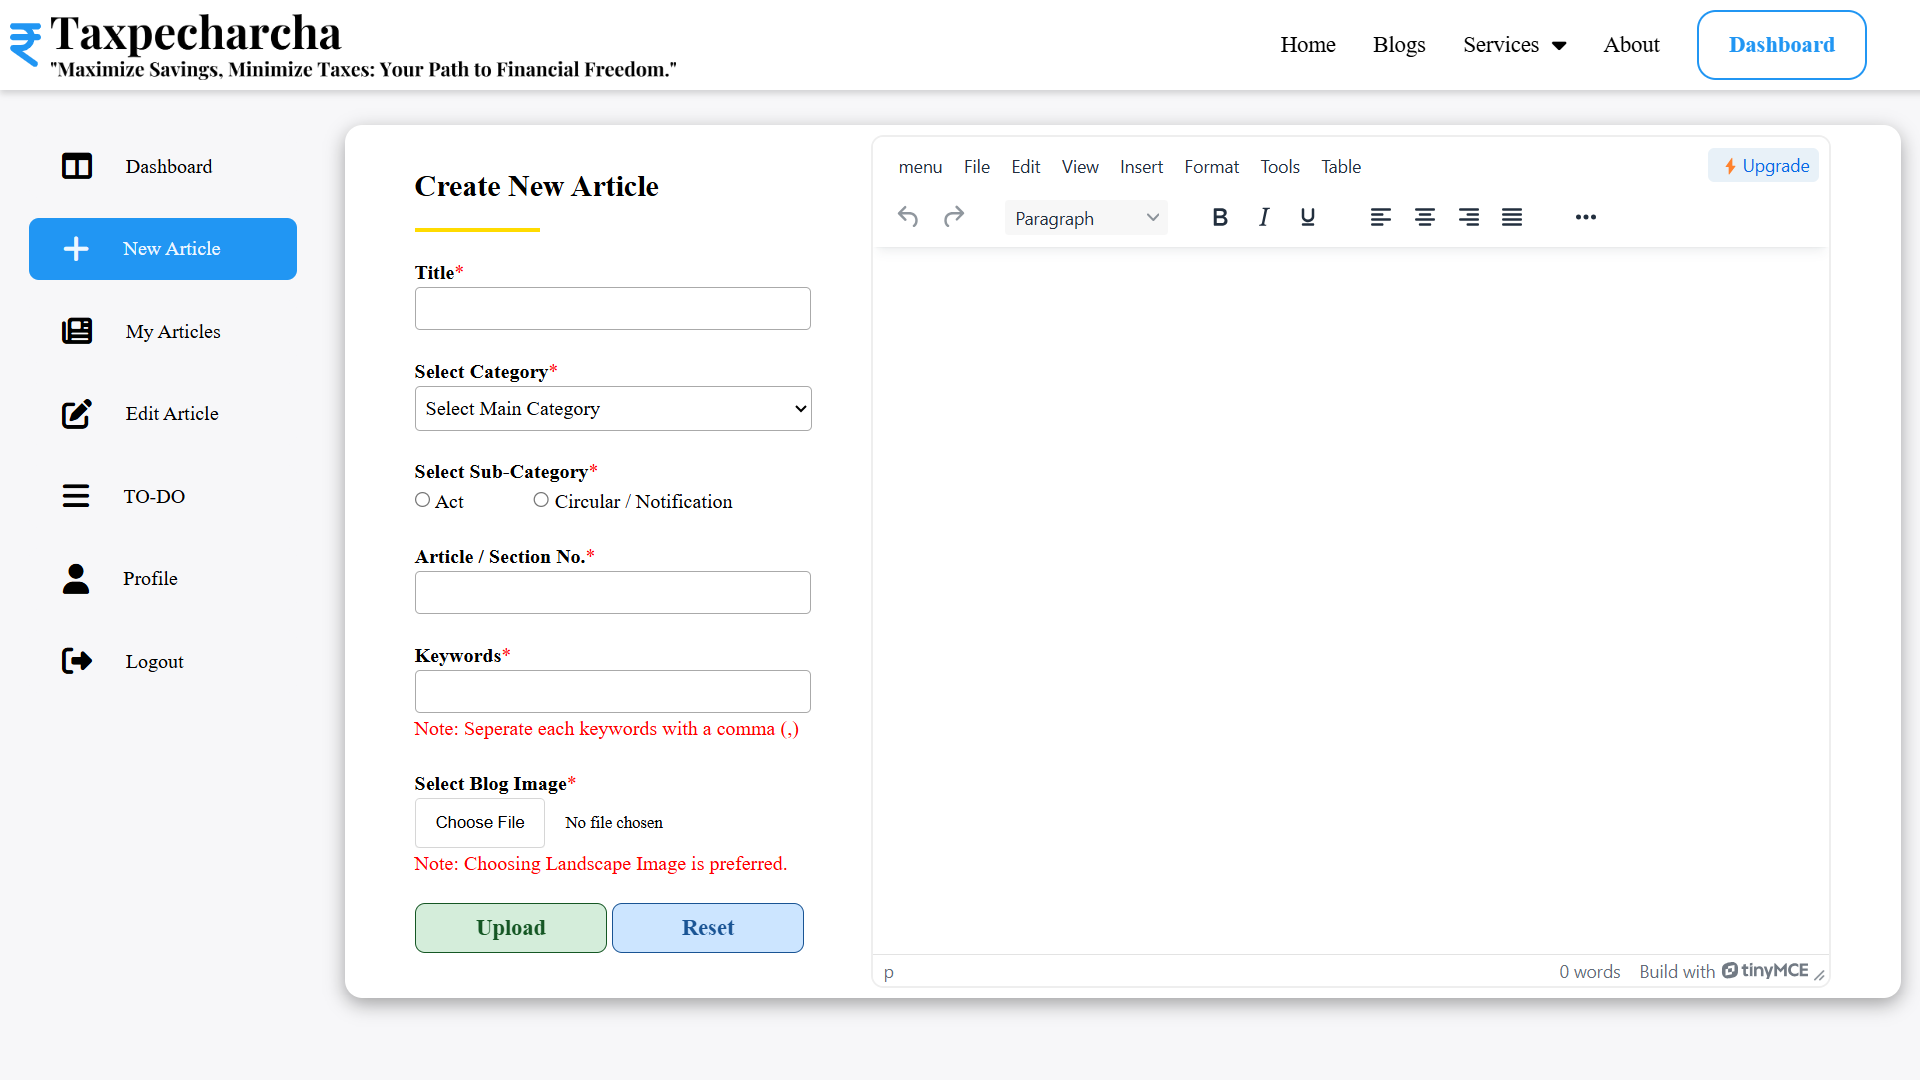 Taxpecharcha
"Maximize Savings, Minimize Taxes: Your Path to Financial Freedom."
Home
Blogs
Services
About
Dashboard
Dashboard
New Article
My Articles
Edit Article
TO-DO
Profile
Logout
Create New Article
Title*
Select Category*
Select Main Category
Select Sub-Category*
Act
Circular / Notification
Article / Section No.*
Keywords*
Note: Seperate each keywords with a comma (,)
Select Blog Image*
Choose File
No file chosen
Note: Choosing Landscape Image is preferred.
Upload
Reset
menu
File
Edit
View
Insert
Format
Tools
Table
Upgrade
Paragraph
B
I
U
p
0 words
Build with tinyMCE